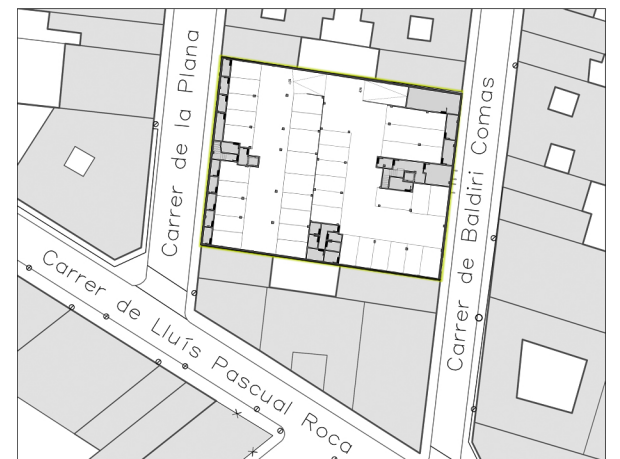 Carrer de la Plana
Carrer de Baldiri Comas
Carrer de Lluís Pascual Roca